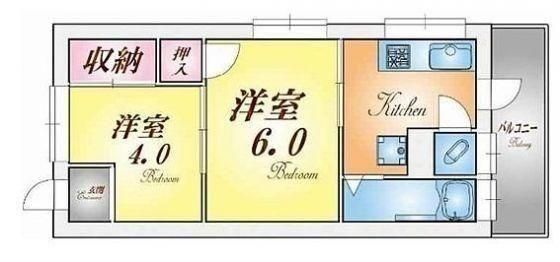 収納
押入
洋室
4.0
Bedroom
玄関
Entrance
洋室
6.0
Bedroom
Kitchen
バルコニー
Balcony